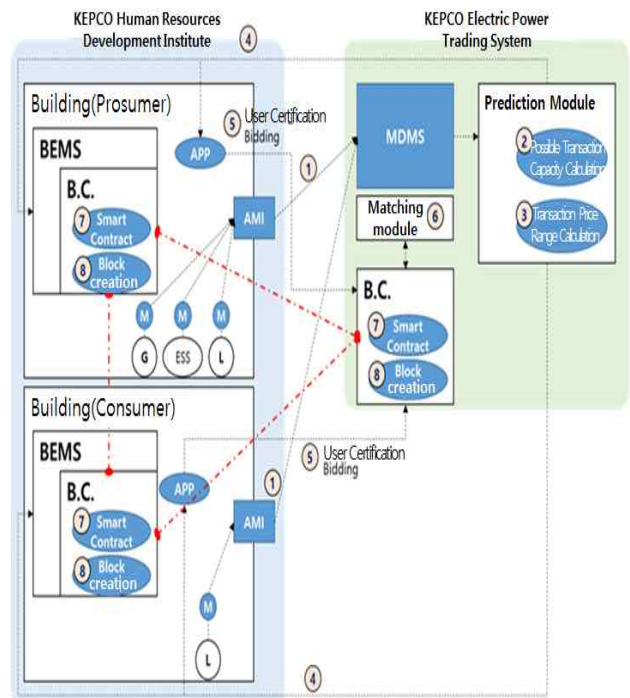 KEPCO Human Resources
Development Institute
4
KEPCO Electric Power
Trading System
Building(Prosumer)
BEMS
B.C.
7 Smart
Contract
8 Block
creation
APP
5 User Certification
Bidding
AMI
1
M
M
M
G
ESS
L
MDMS
Matching
module
6
Prediction Module
2 Possible Transaction
Capacity Calculation
3 Transaction Price
Range Calculation
B.C.
7 Smart
Contract
8 Block
creation
Building(Consumer)
BEMS
B.C.
7 Smart
Contract
8 Block
creation
APP
5 User Certification
Bidding
1
AMI
M
L
4